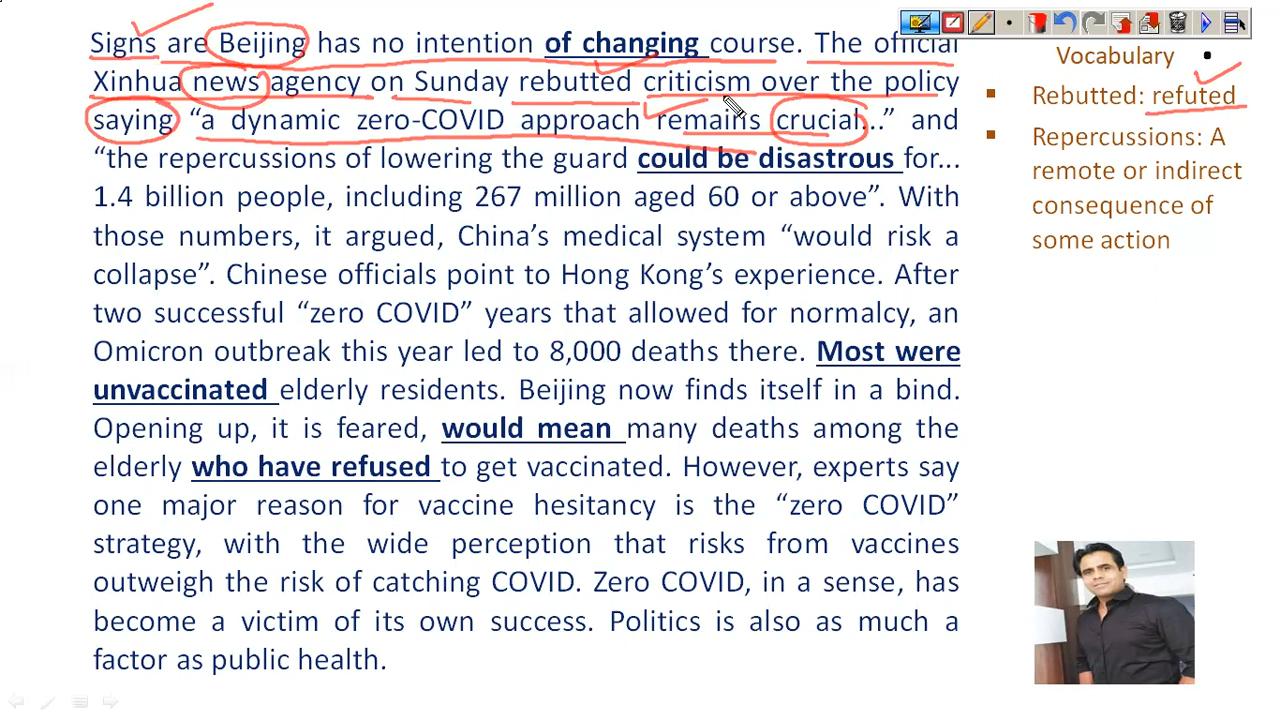 Signs are Beijing has no intention of changing course. The official
Xinhua news agency on Sunday rebutted criticism over the policy
saying “a dynamic zero-COVID approach remains crucial...” and
“the repercussions of lowering the guard could be disastrous for...
1.4 billion people, including 267 million aged 60 or above”. With
those numbers, it argued, China’s medical system “would risk a
collapse”. Chinese officials point to Hong Kong’s experience. After
two successful “zero COVID” years that allowed for normalcy, an
Omicron outbreak this year led to 8,000 deaths there. Most were
unvaccinated elderly residents. Beijing now finds itself in a bind.
Opening up, it is feared, would mean many deaths among the
elderly who have refused to get vaccinated. However, experts say
one major reason for vaccine hesitancy is the “zero COVID”
strategy, with the wide perception that risks from vaccines
outweigh the risk of catching COVID. Zero COVID, in a sense, has
become a victim of its own success. Politics is also as much a
factor as public health.
Vocabulary
Rebutted: refuted
Repercussions: A
remote or indirect
consequence of
some action